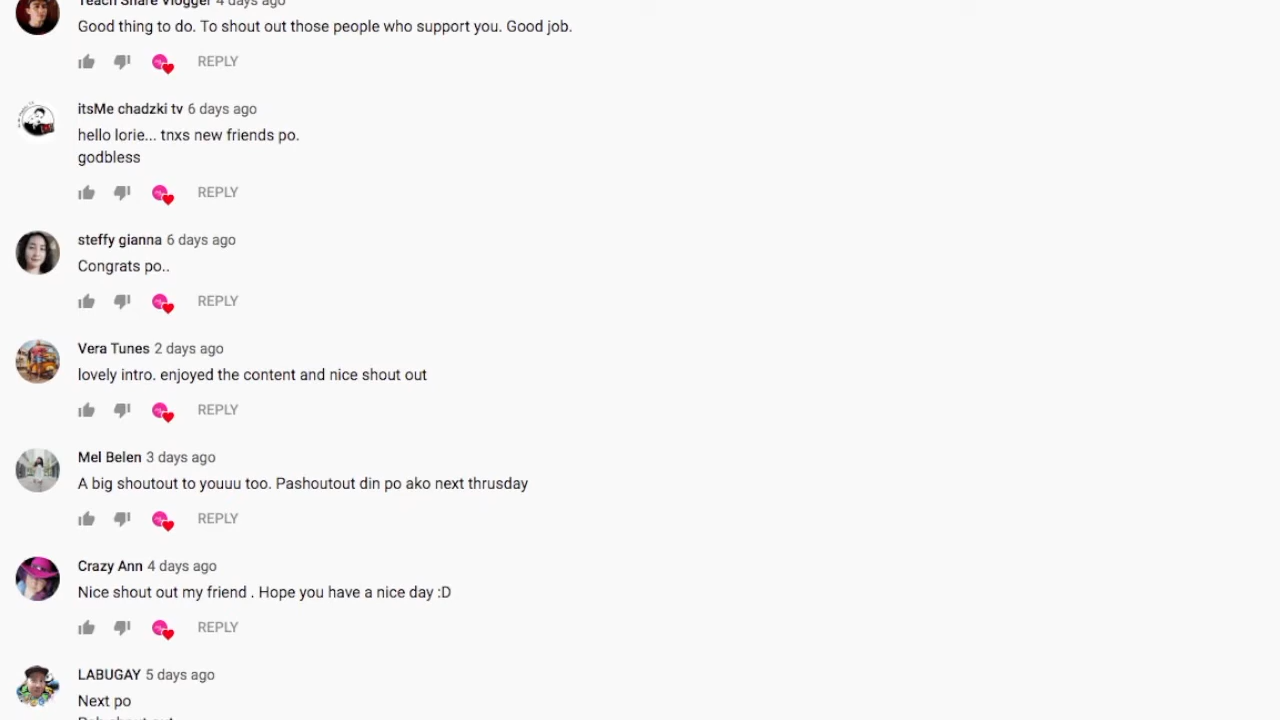 Teach Share Vlogger 4 days ago
Good thing to do. To shout out those people who support you. Good job.
REPLY
itsMe chadzki tv 6 days ago
hello lorie... tnxs new friends po.
godbless
REPLY
steffy gianna 6 days ago
Congrats po..
REPLY
Vera Tunes 2 days ago
lovely intro. enjoyed the content and nice shout out
REPLY
Mel Belen 3 days ago
A big shoutout to youuu too. Pashoutout din po ako next thrusday
REPLY
Crazy Ann 4 days ago
Nice shout out my friend . Hope you have a nice day :D
REPLY
LABUGAY 5 days ago
Next po